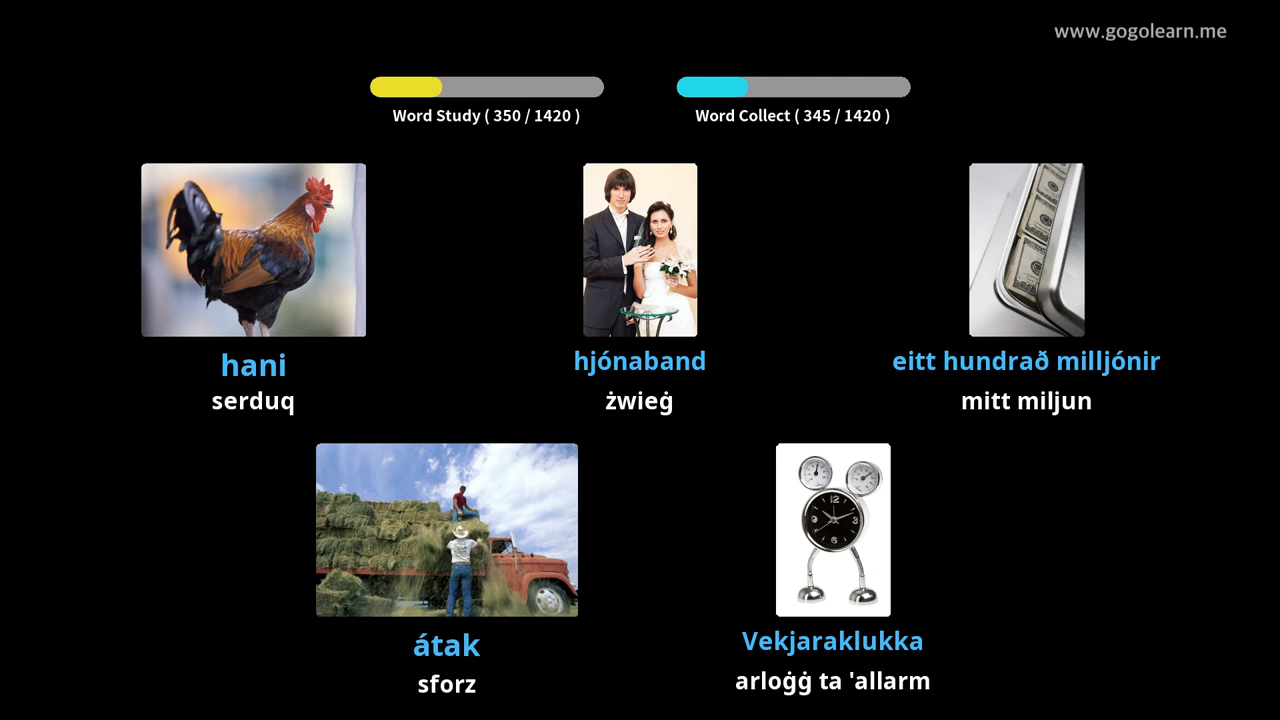 www.gogolearn.me
Word Study ( 350 / 1420 )
Word Collect ( 345 / 1420 )
hani
serduq
hjónaband
żwieġ
eitt hundrað milljónir
mitt miljun
átak
sforz
Vekjaraklukka
arloġġ ta 'allarm